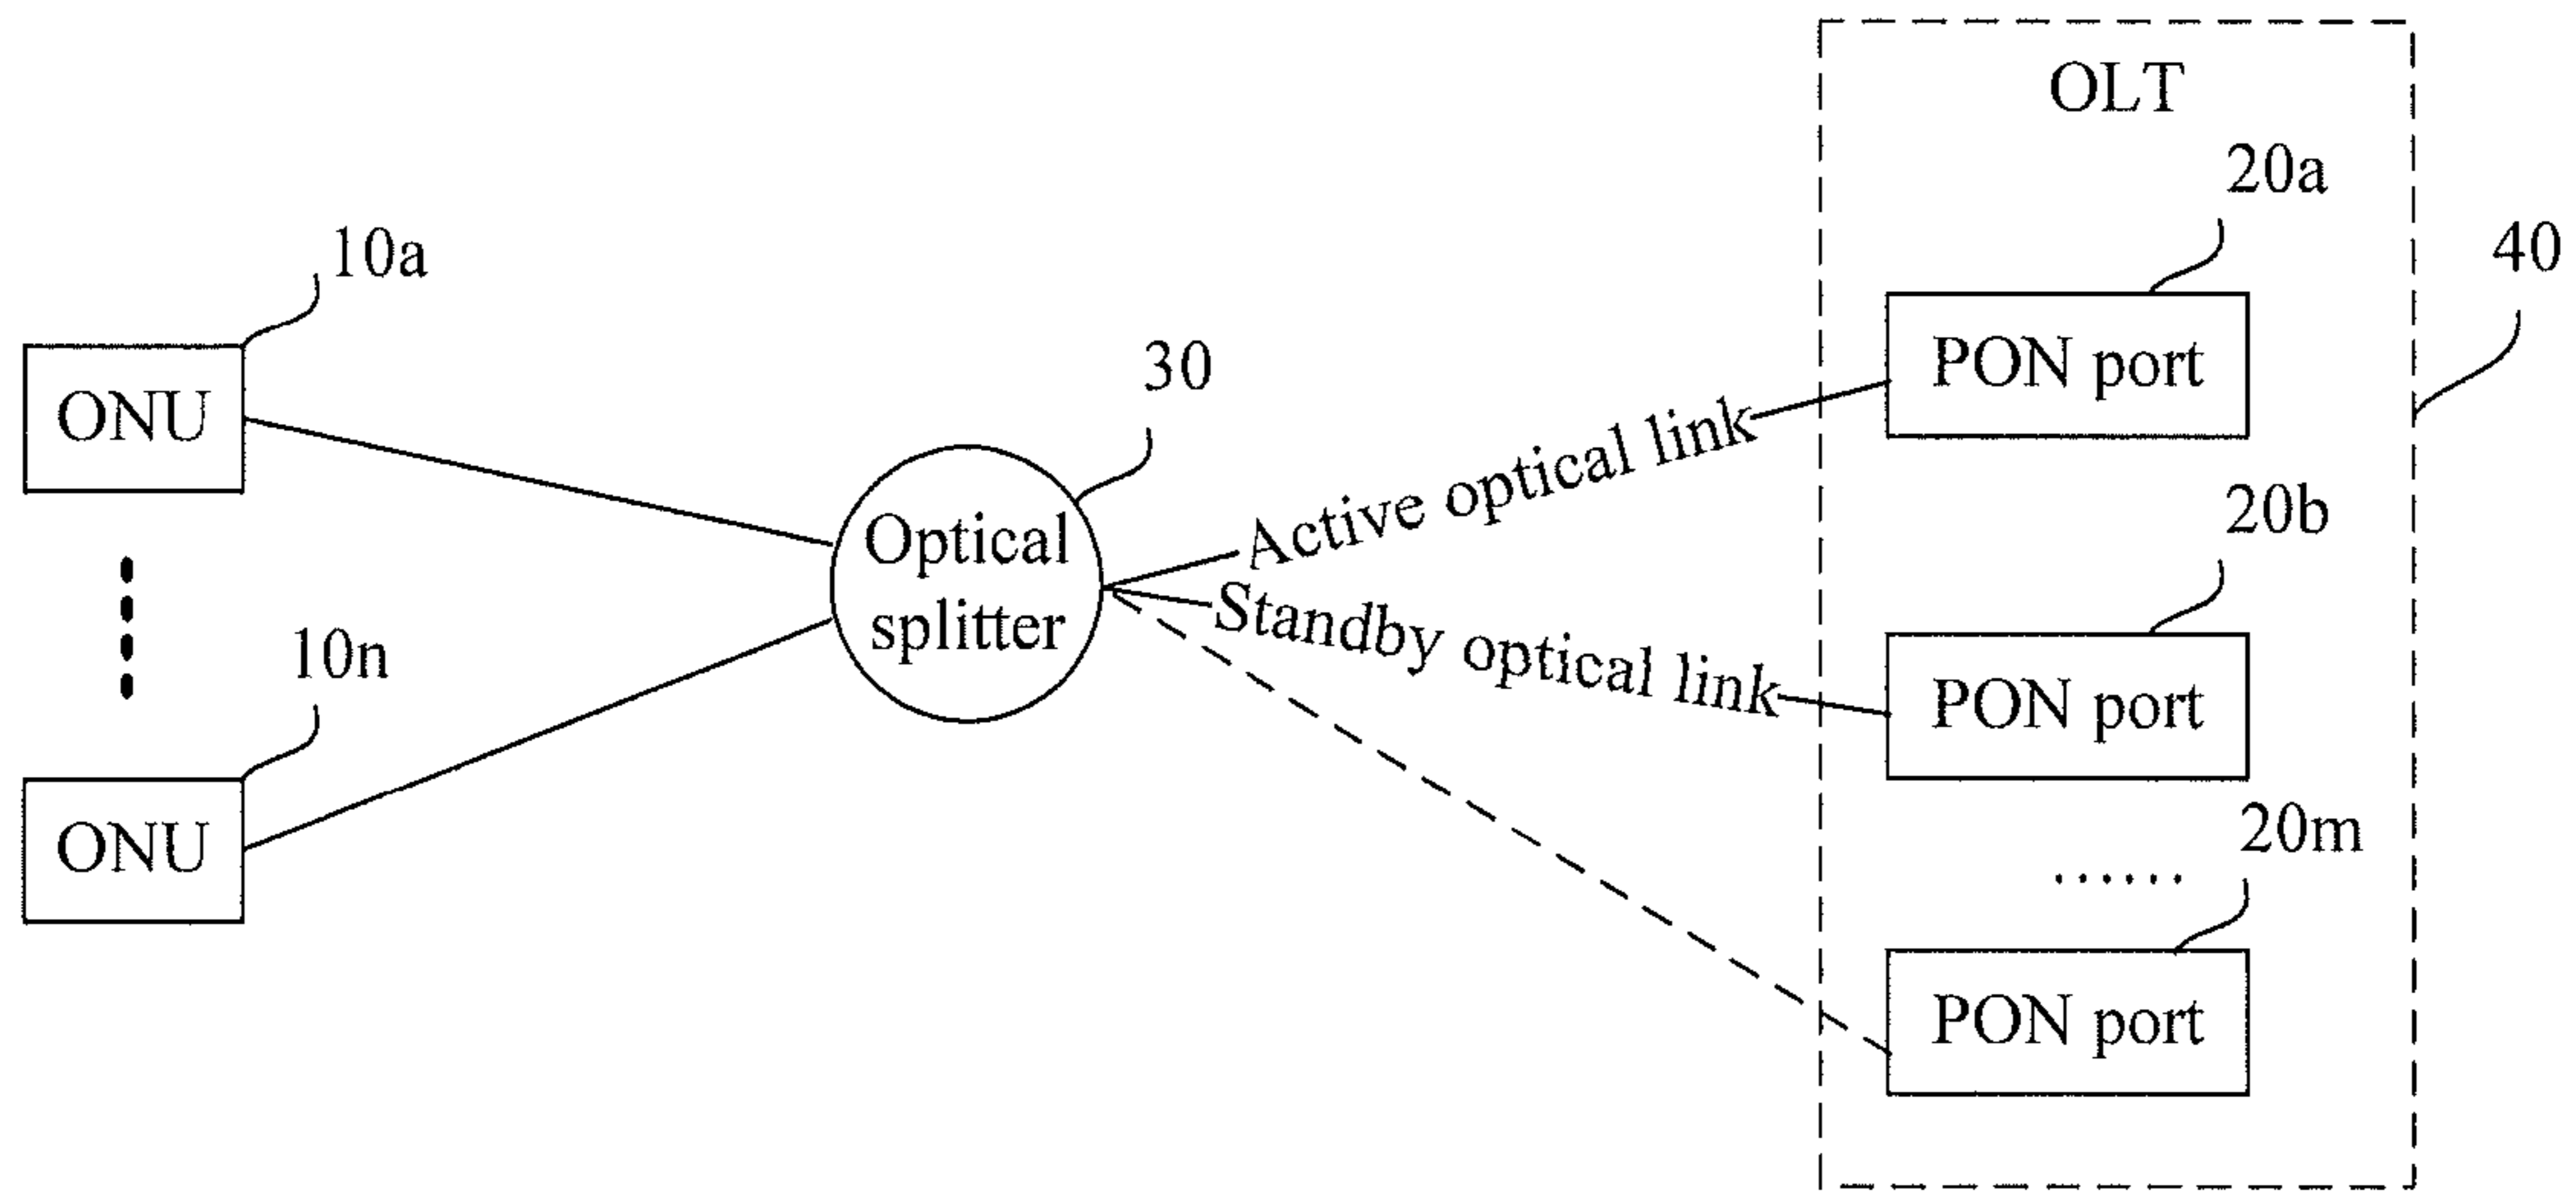 OLT
20a
40
10a
PON port
30
ONU
Active optical link
20b
Optical
splitter
Standby optical link
10n
PON port
20m
ONU
......
PON port